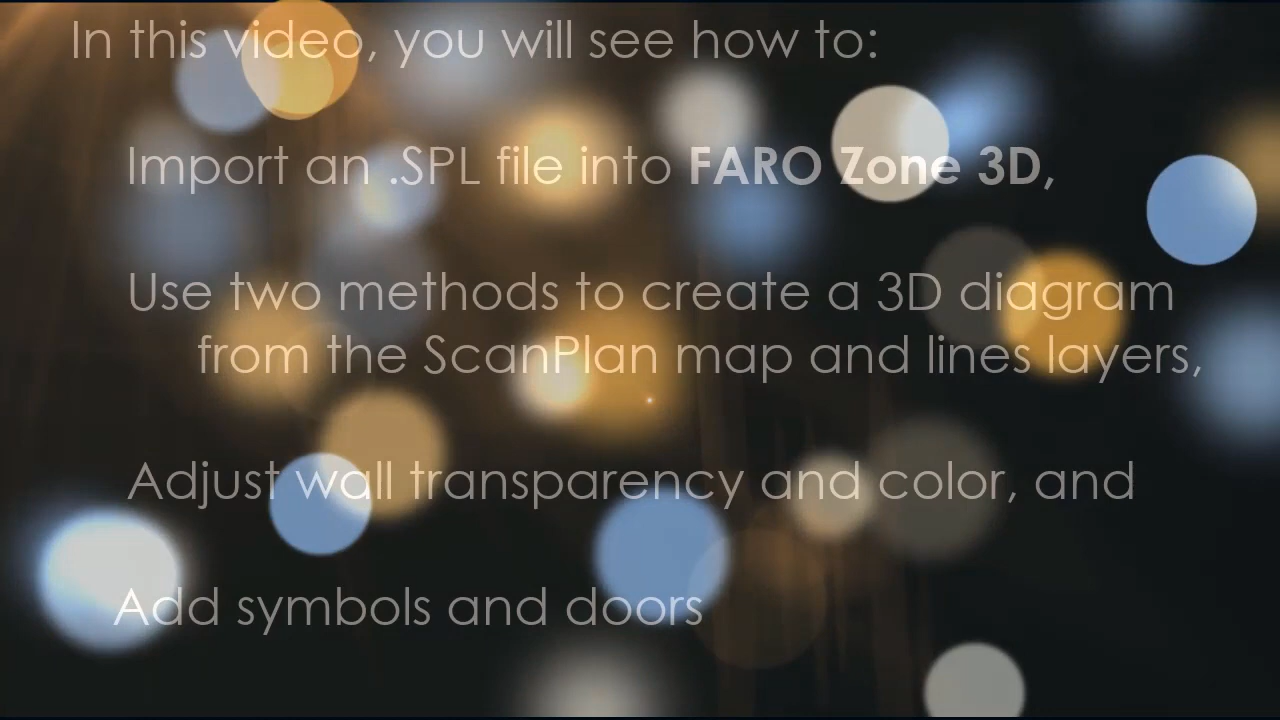 In this video, you will see how to:
Import an .SPL file into FARO Zone 3D,
Use two methods to create a 3D diagram
from the ScanPlan map and lines layers,
Adjust wall transparency and color, and
Add symbols and doors